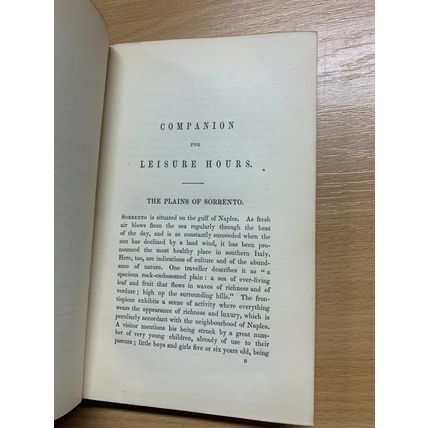 COMPANION
FOR
LEISURE HOURS.
THE PLAINS OF SORRENTO.
SORRENTO is situated on the gulf of Naples. As fresh
air blows from the sea regularly through the heat
of the day, and is as constantly succeeded when the
sun has declined by a land wind, it has been pro-
nounced the most healthy place in southern Italy.
Here, too, are indications of culture and of the abund-
ance of nature. One traveller describes it as "a
spacious rock-embosomed plain: a sea of ever-living
leaf and fruit that flows in waves of richness and of
verdure; high up the surrounding hills." The fron-
tispiece exhibits a scene of activity where everything
wears the appearance of richness and luxury, which is
peculiarly accordant with the neighbourhood of Naples.
A visitor mentions his being struck by a great num-
ber of very young children, already of use to their
parents; little boys and girls five or six years old, being
B